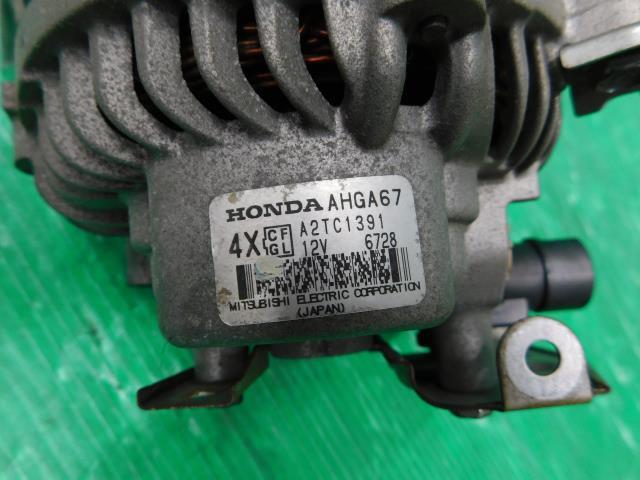 HONDA AHGA67
4X CF GL A2TC1391
12V 6728
MITSUBISHI ELECTRIC CORPORATION
(JAPAN)